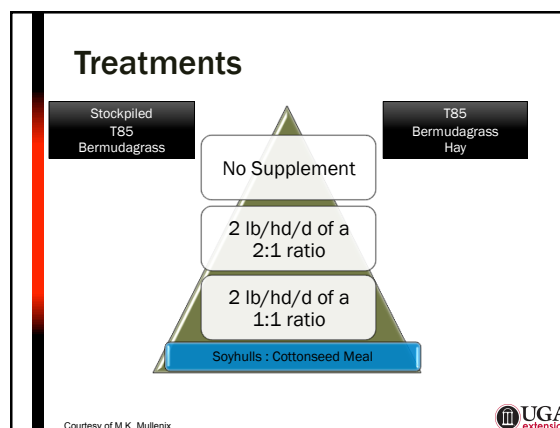 Treatments
Stockpiled
T85
Bermudagrass
T85
Bermudagrass
Hay
No Supplement
2 lb/hd/d of a
2:1 ratio
2 lb/hd/d of a
1:1 ratio
Soyhulls : Cottonseed Meal
Courtesy of M.K. Mullenix
UGA
extension